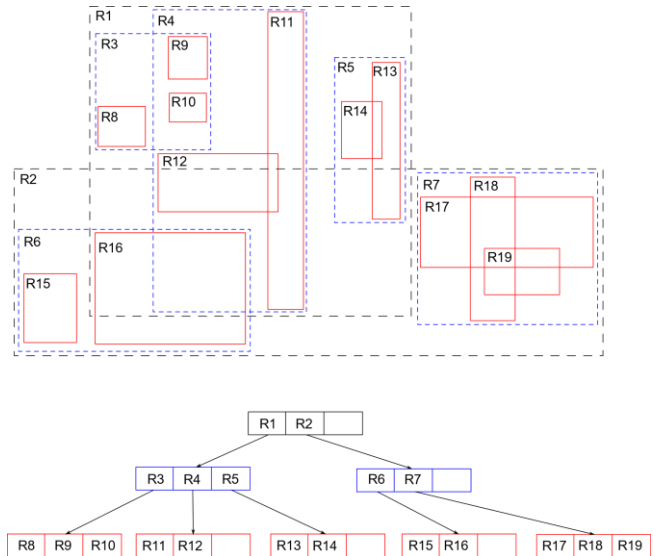 R1 R4 R11
R3 R9
R5 R13
R10
R8 R14
R12
R2 R7 R18
R17
R6
R16
R19
R15
R1 R2
R3 R4 R5 R6 R7
R8 R9 R10 R11 R12 R13 R14 R15 R16 R17 R18 R19